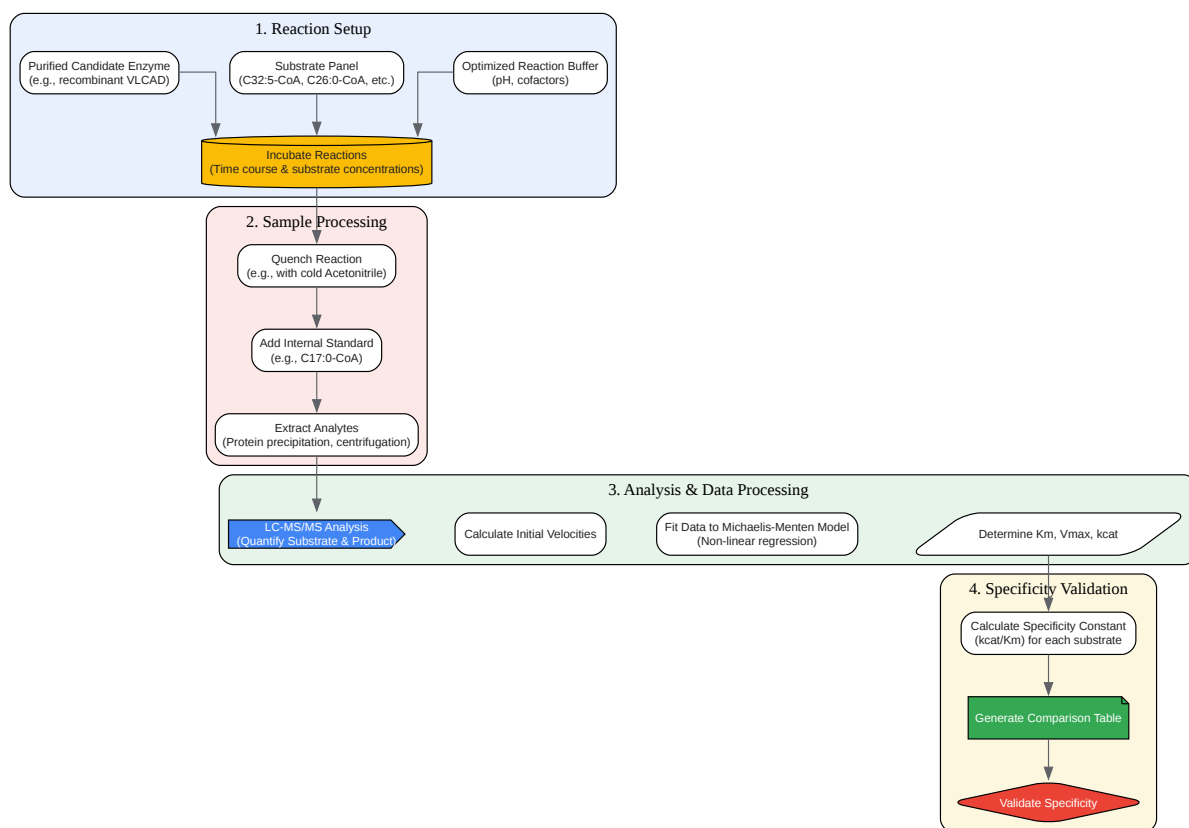 1. Reaction Setup
Purified Candidate Enzyme
(e.g., recombinant VLCAD)
Substrate Panel
(C32:5-CoA, C26:0-CoA, etc.)
Optimized Reaction Buffer
(pH, cofactors)
Incubate Reactions
(Time course & substrate concentrations)
2. Sample Processing
Quench Reaction
(e.g., with cold Acetonitrile)
Add Internal Standard
(e.g., C17:0-CoA)
Extract Analytes
(Protein precipitation, centrifugation)
3. Analysis & Data Processing
LC-MS/MS Analysis
(Quantify Substrate & Product)
Calculate Initial Velocities
Fit Data to Michaelis-Menten Model
(Non-linear regression)
Determine Km, Vmax, kcat
4. Specificity Validation
Calculate Specificity Constant
(kcat/Km) for each substrate
Generate Comparison Table
Validate Specificity